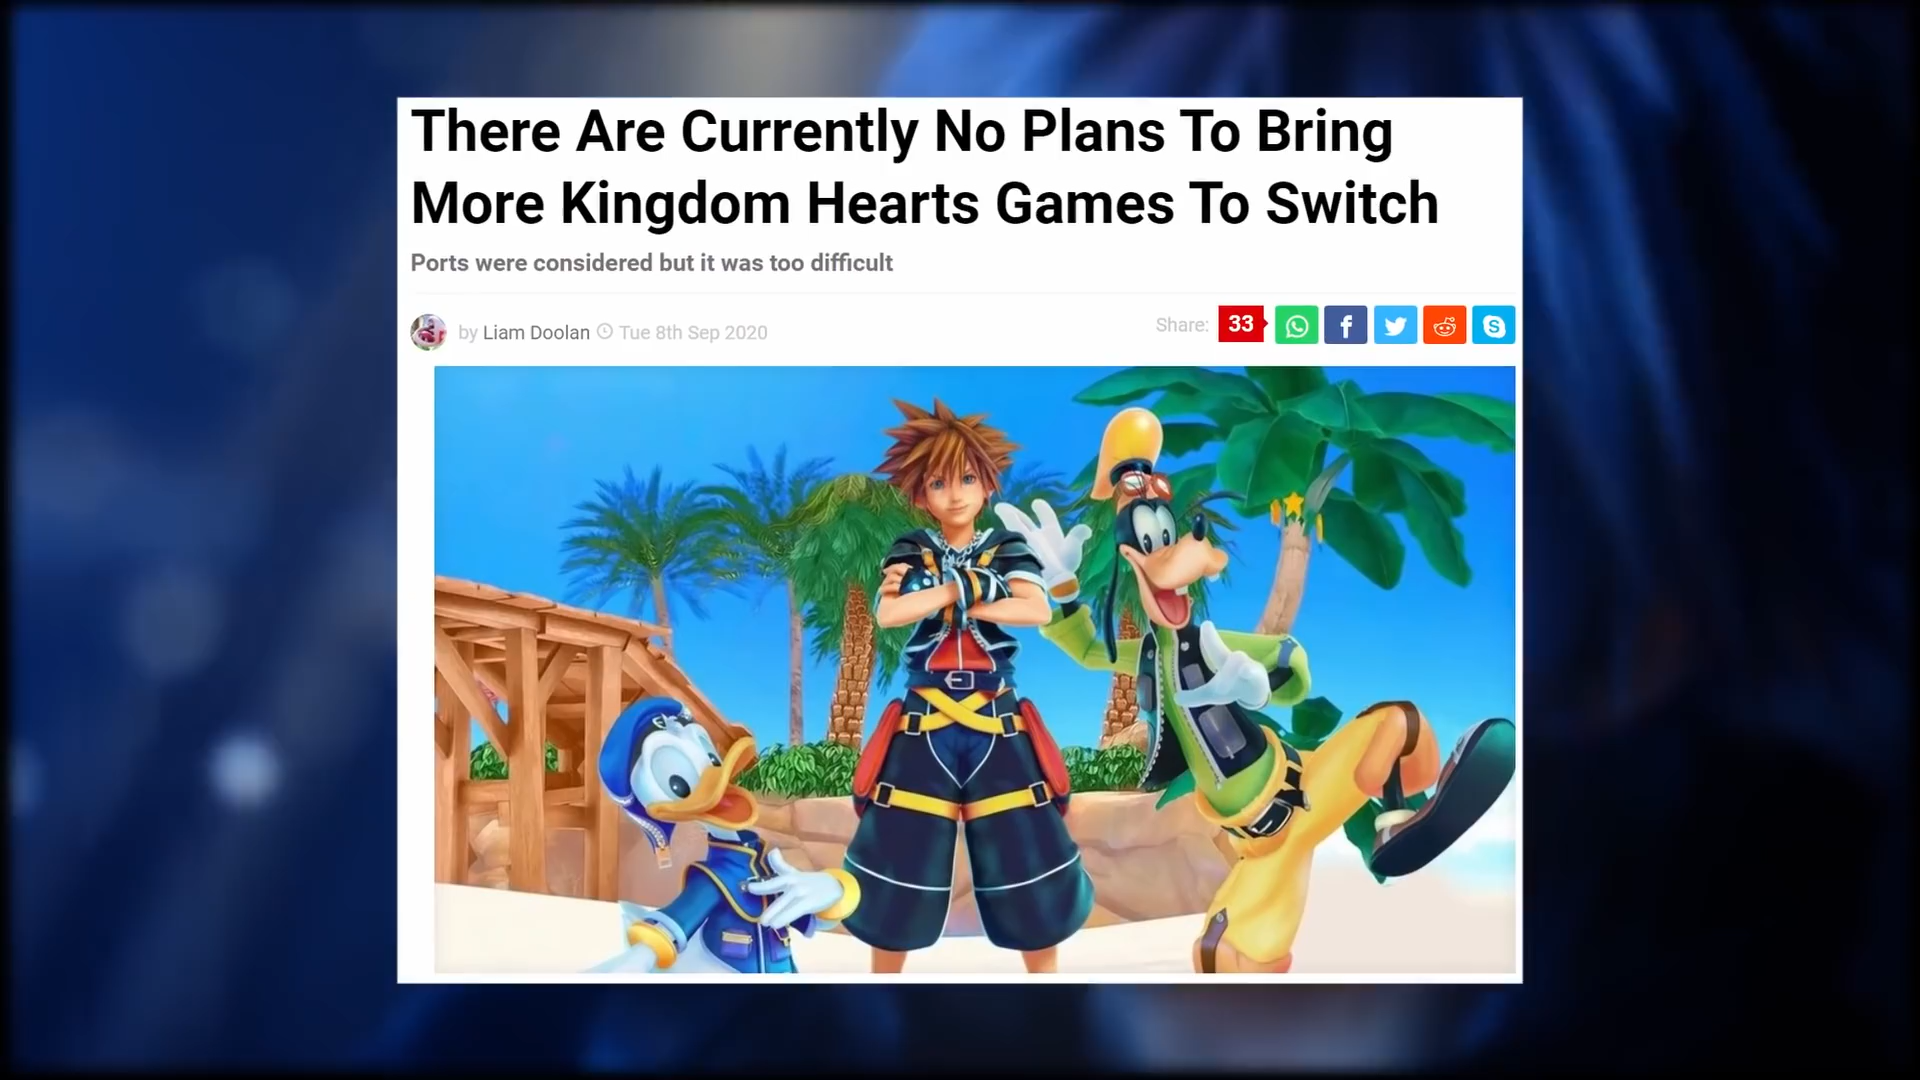 There Are Currently No Plans To Bring
More Kingdom Hearts Games To Switch
Ports were considered but it was too difficult
by Liam Doolan Tue 8th Sep 2020
Share: 33